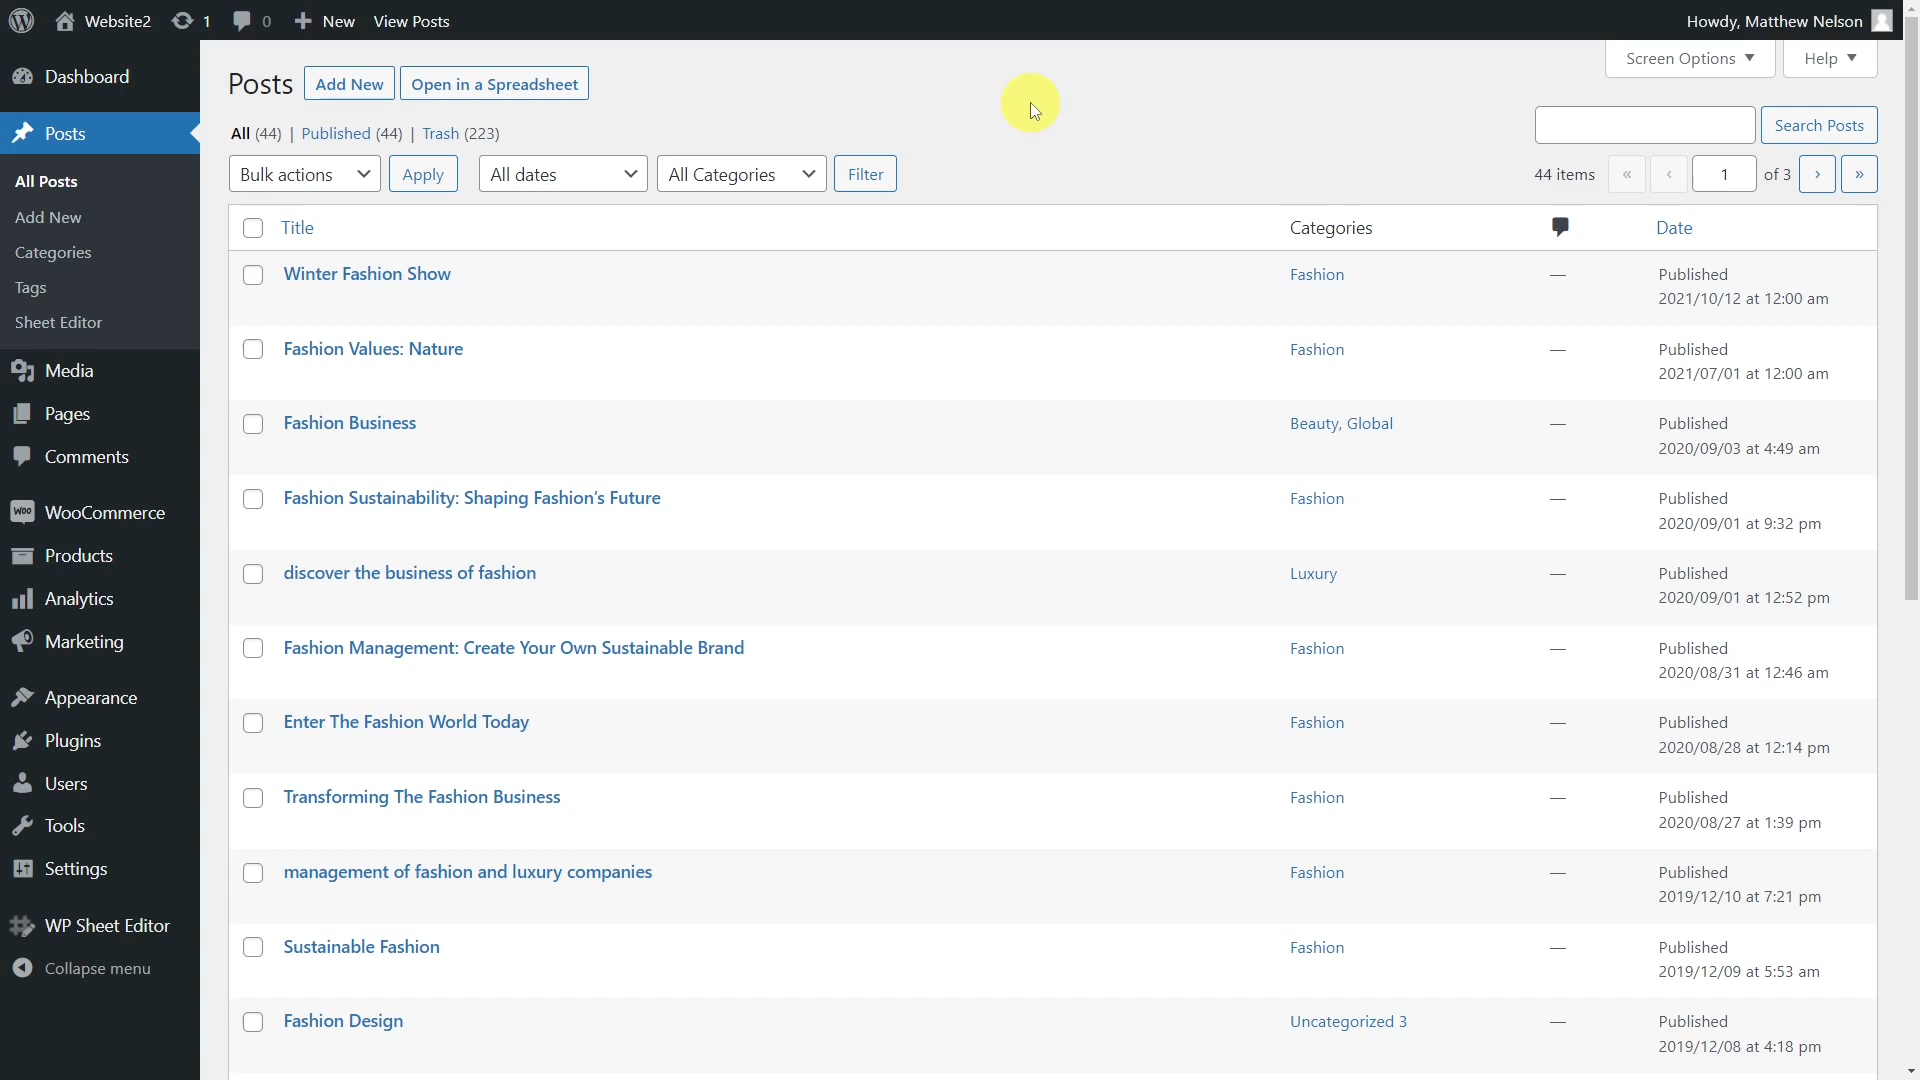 Website2 1 0 New View Posts Howdy, Matthew Nelson
Screen Options Help
Dashboard
Posts
All Posts
Add New
Categories
Tags
Sheet Editor
Media
Pages
Comments
Woo WooCommerce
Products
Analytics
Marketing
Appearance
Plugins
Users
Tools
Settings
WP Sheet Editor
Collapse menu
Posts Add New Open in a Spreadsheet
All (44) | Published (44) | Trash (223)
Search Posts
Bulk actions Apply All dates All Categories Filter 44 items « ‹ 1 of 3 › »
Title Categories Date
Winter Fashion Show Fashion — Published
2021/10/12 at 12:00 am
Fashion Values: Nature Fashion — Published
2021/07/01 at 12:00 am
Fashion Business Beauty, Global — Published
2020/09/03 at 4:49 am
Fashion Sustainability: Shaping Fashion's Future Fashion — Published
2020/09/01 at 9:32 pm
discover the business of fashion Luxury — Published
2020/09/01 at 12:52 pm
Fashion Management: Create Your Own Sustainable Brand Fashion — Published
2020/08/31 at 12:46 am
Enter The Fashion World Today Fashion — Published
2020/08/28 at 12:14 pm
Transforming The Fashion Business Fashion — Published
2020/08/27 at 1:39 pm
management of fashion and luxury companies Fashion — Published
2019/12/10 at 7:21 pm
Sustainable Fashion Fashion — Published
2019/12/09 at 5:53 am
Fashion Design Uncategorized 3 — Published
2019/12/08 at 4:18 pm